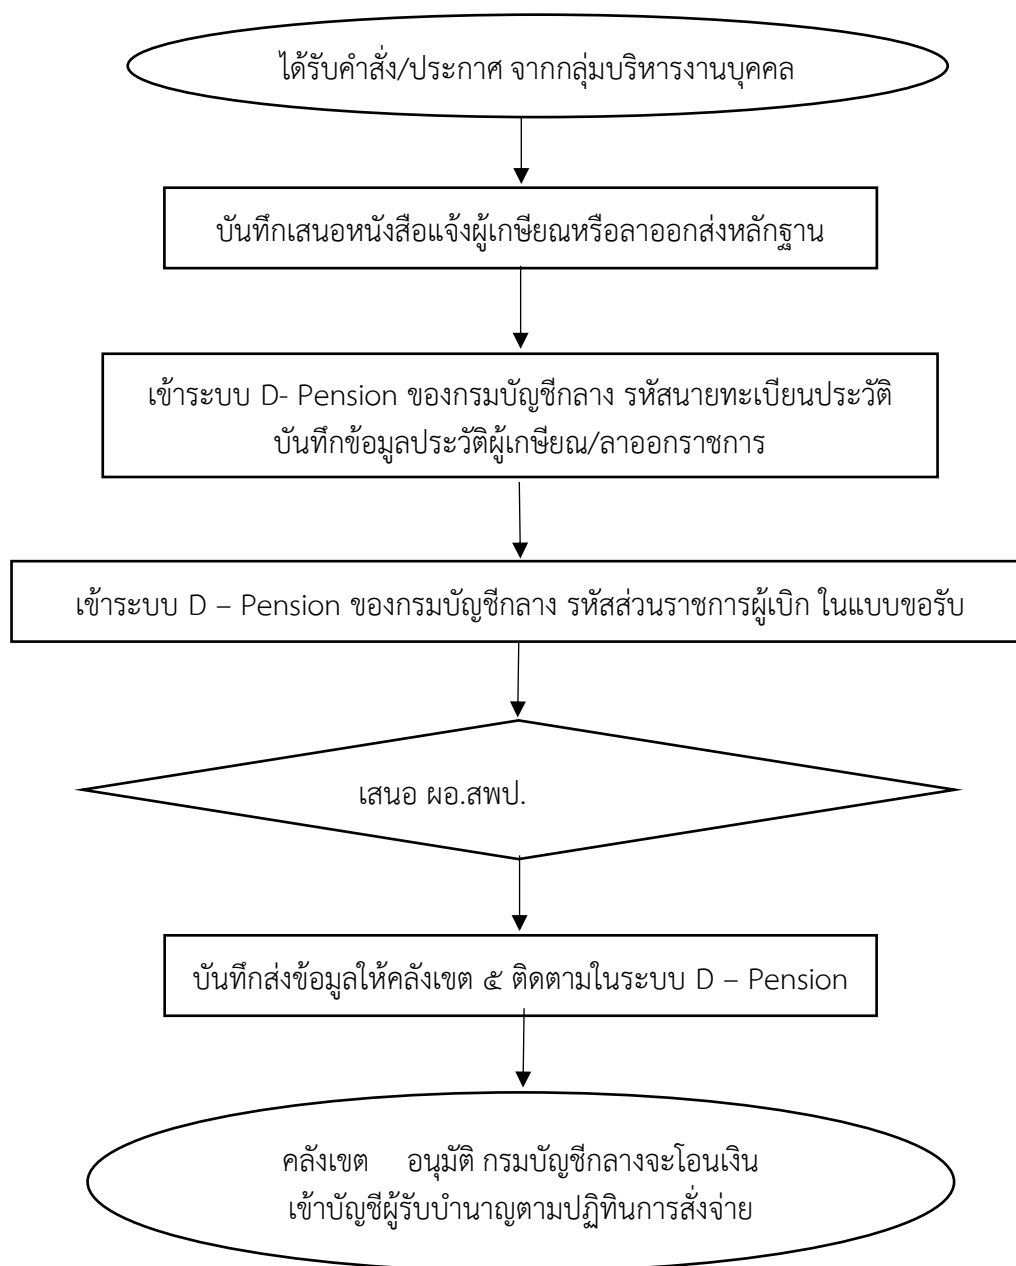 ได้รับคำสั่ง/ประกาศ จากกลุ่มบริหารงานบุคคล
บันทึกเสนอหนังสือแจ้งผู้เกษียณหรือลาออกส่งหลักฐาน
เข้าระบบ D- Pension ของกรมบัญชีกลาง รหัสนายทะเบียนประวัติ
บันทึกข้อมูลประวัติผู้เกษียณ/ลาออกราชการ
เข้าระบบ D – Pension ของกรมบัญชีกลาง รหัสส่วนราชการผู้เบิก ในแบบขอรับ
เสนอ ผอ.สพป.
บันทึกส่งข้อมูลให้คลังเขต ๕ ติดตามในระบบ D – Pension
คลังเขต อนุมัติ กรมบัญชีกลางจะโอนเงิน
เข้าบัญชีผู้รับบำนาญตามปฏิทินการสั่งจ่าย